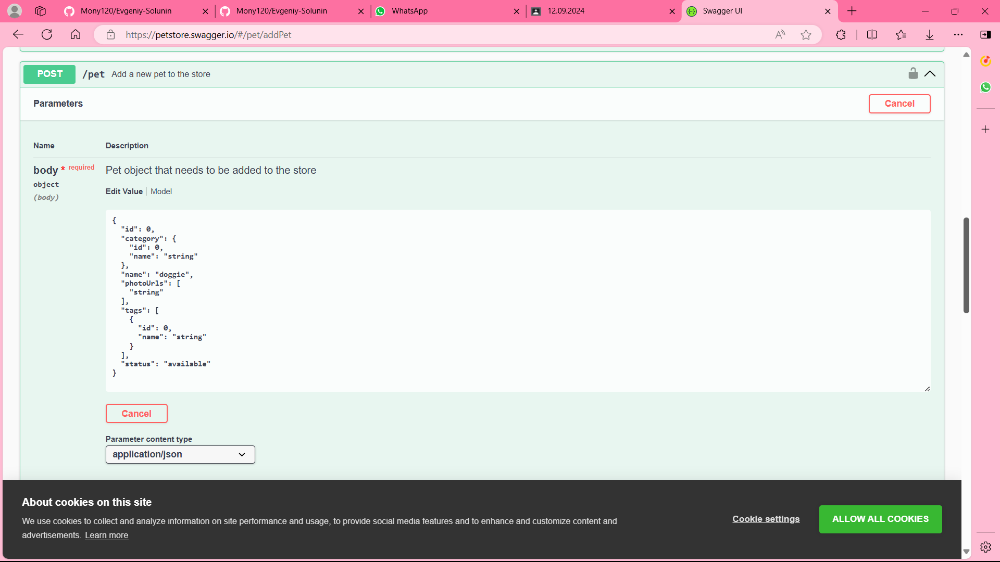 Mony120/Evgeniy-Solunin
Mony120/Evgeniy-Solunin
WhatsApp
12.09.2024
Swagger UI
https://petstore.swagger.io/#/pet/addPet
POST /pet Add a new pet to the store
Parameters
Cancel
Name Description
body * required
object
(body)
Pet object that needs to be added to the store
Edit Value Model
{
  "id": 0,
  "category": {
    "id": 0,
    "name": "string"
  },
  "name": "doggie",
  "photoUrls": [
    "string"
  ],
  "tags": [
    {
      "id": 0,
      "name": "string"
    }
  ],
  "status": "available"
}
Cancel
Parameter content type
application/json
About cookies on this site
We use cookies to collect and analyze information on site performance and usage, to provide social media features and to enhance and customize content and
advertisements. Learn more
Cookie settings
ALLOW ALL COOKIES